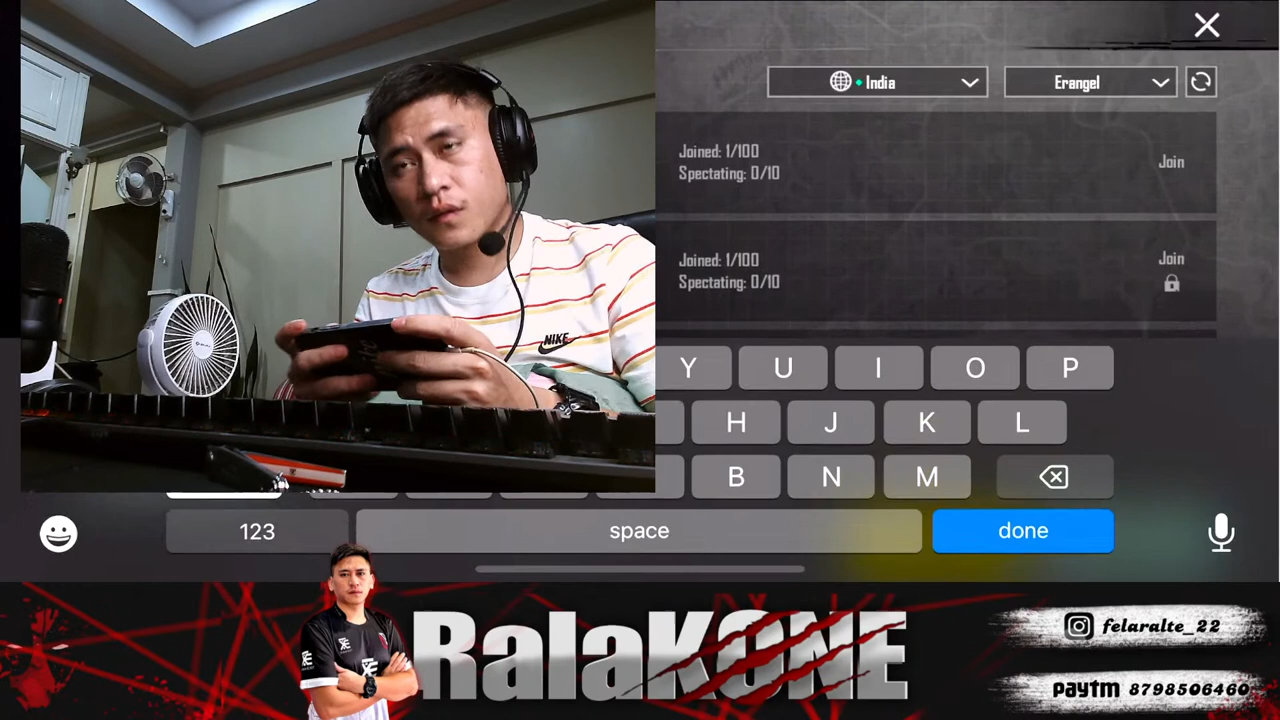 India
Erangel
Joined: 1/100
Spectating: 0/10
Join
Joined: 1/100
Spectating: 0/10
Join
NIKE
Y U I O P
H J K L
B N M
123
space
done
RalaKONE
felaralte_22
paytm 8798506460